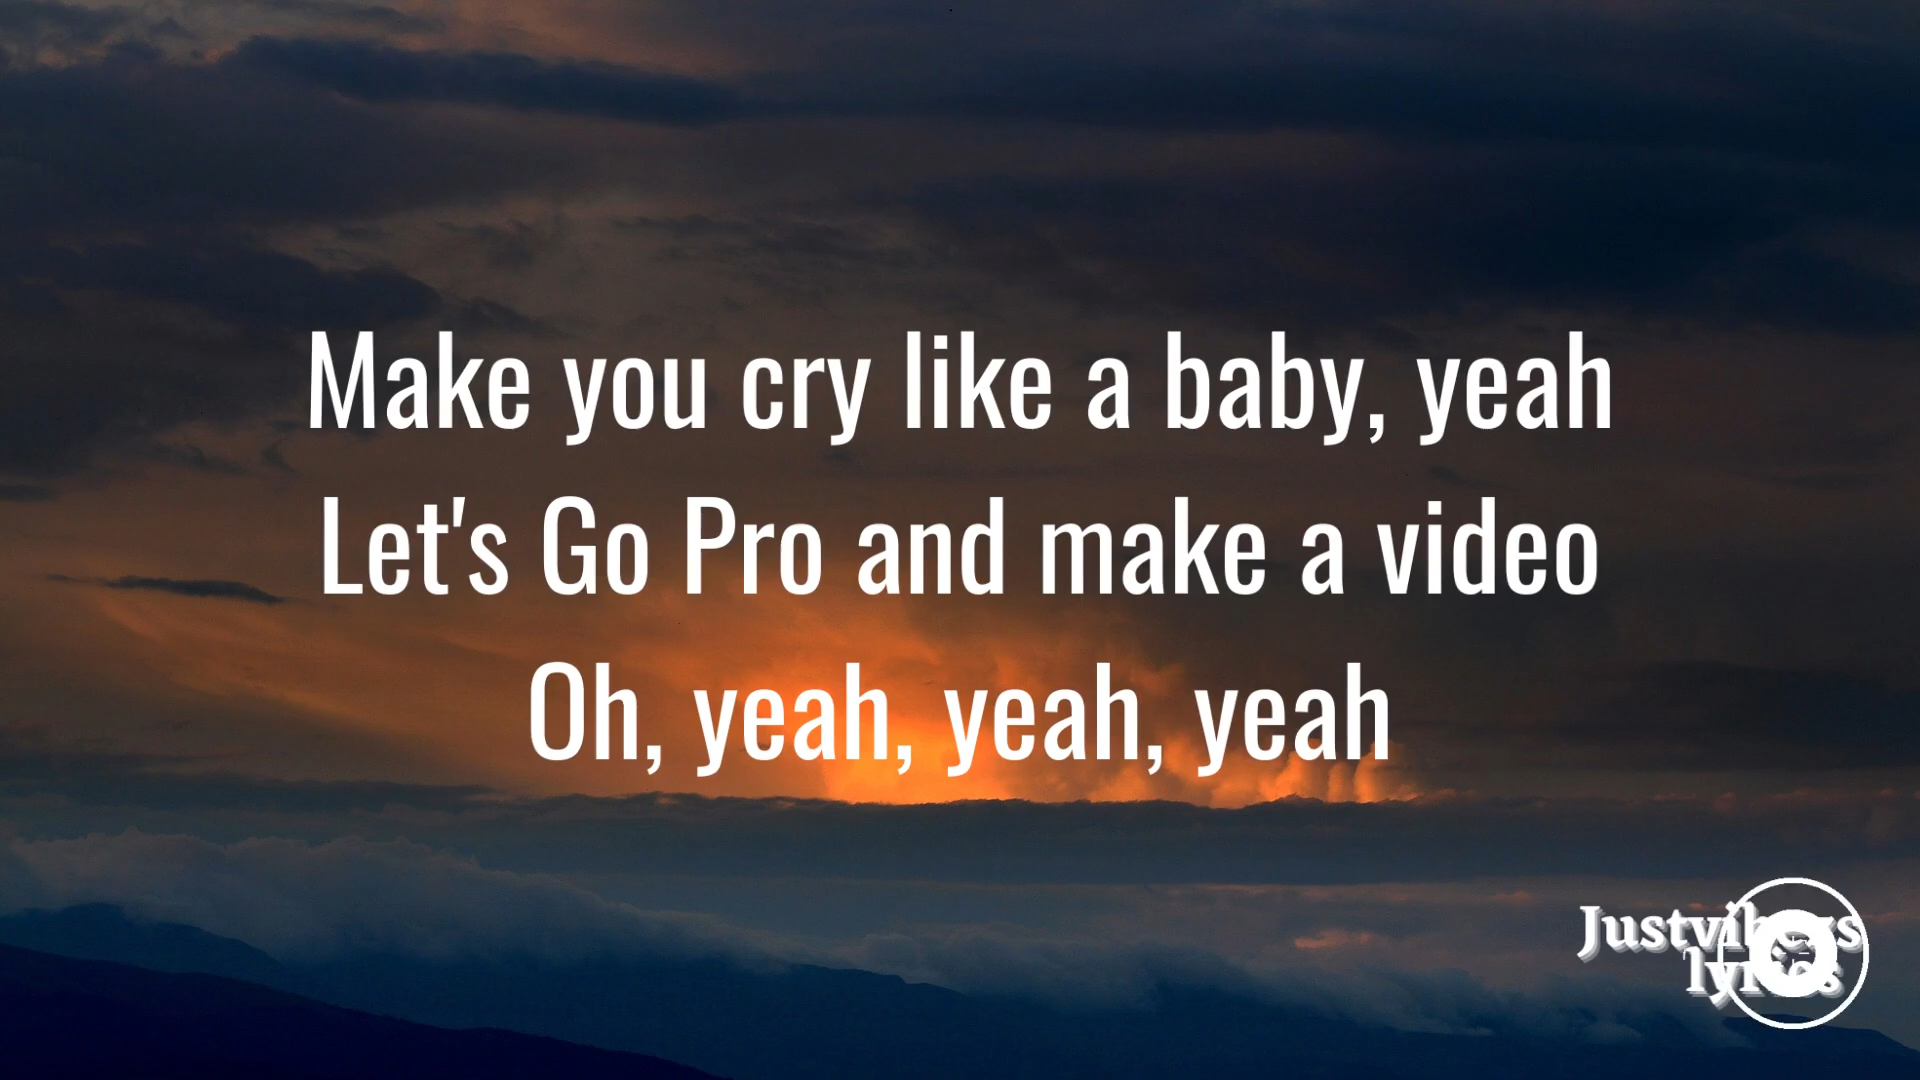 Make you cry like a baby, yeah
Let's Go Pro and make a video
Oh, yeah, yeah, yeah